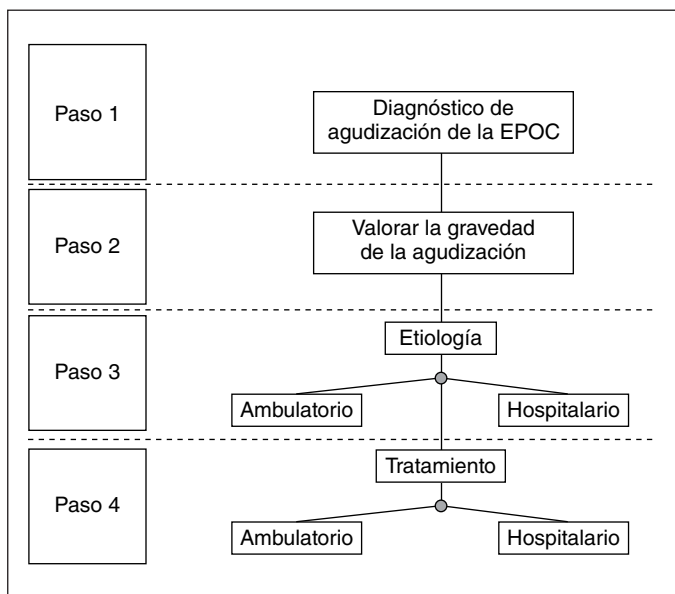 Paso 1
Diagnóstico de
agudización de la EPOC
Paso 2
Valorar la gravedad
de la agudización
Paso 3
Etiología
Ambulatorio
Hospitalario
Paso 4
Tratamiento
Ambulatorio
Hospitalario